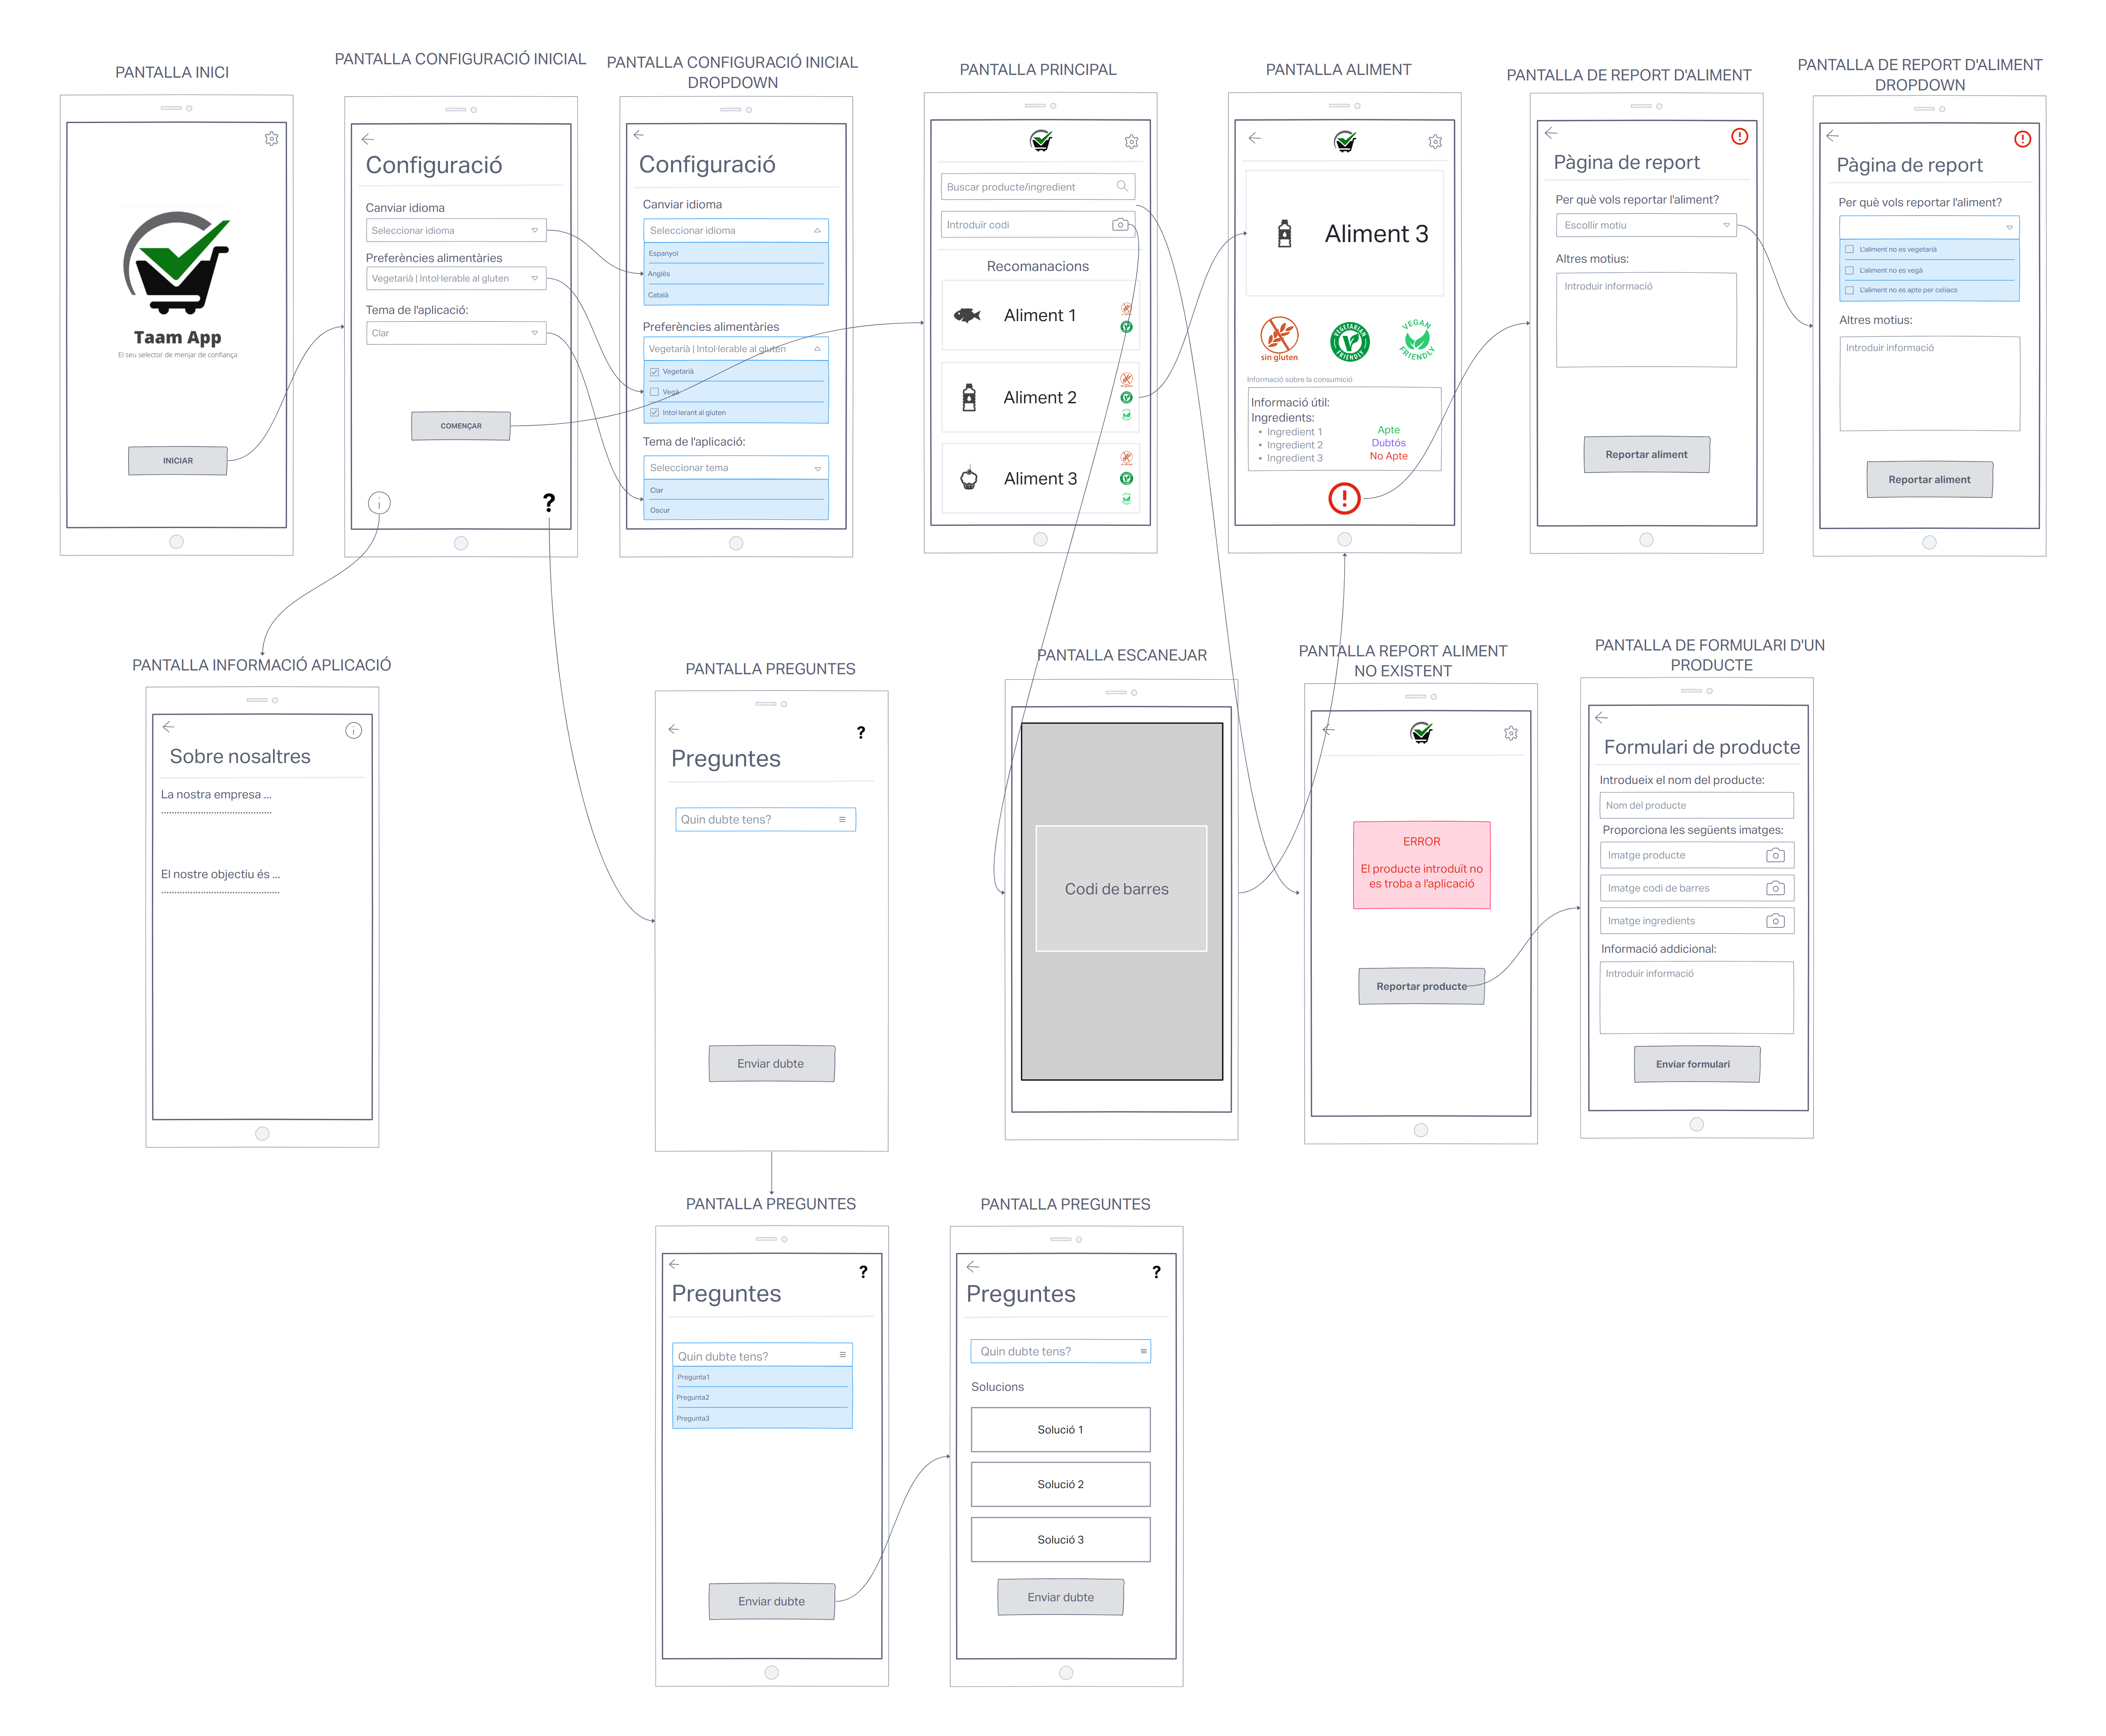 PANTALLA INICI
Taam App
El seu selector de menjar de confiança
INICIAR
PANTALLA CONFIGURACIÓ INICIAL
Configuració
Canviar idioma
Seleccionar idioma
Preferències alimentàries
Vegetarià | Intol·lerable al gluten
Tema de l'aplicació:
Clar
COMENÇAR
i
?
PANTALLA CONFIGURACIÓ INICIAL
DROPDOWN
Configuració
Canviar idioma
Seleccionar idioma
Espanyol
Anglès
Català
Preferències alimentàries
Vegetarià | Intol·lerable al gluten
Vegetarià
Vegà
Intol·lerant al gluten
Tema de l'aplicació:
Seleccionar tema
Clar
Oscur
PANTALLA PRINCIPAL
Buscar producte/ingredient
Introduïr codi
Recomanacions
Aliment 1
Aliment 2
Aliment 3
PANTALLA ALIMENT
Aliment 3
sin gluten
VEGETARIAN
FRIENDLY
VEGAN
FRIENDLY
Informació sobre la consumició
Informació útil:
Ingredients:
• Ingredient 1 Apte
• Ingredient 2 Dubtós
• Ingredient 3 No Apte
!
PANTALLA DE REPORT D'ALIMENT
!
Pàgina de report
Per què vols reportar l'aliment?
Escollir motiu
Altres motius:
Introduir informació
Reportar aliment
PANTALLA DE REPORT D'ALIMENT
DROPDOWN
!
Pàgina de report
Per què vols reportar l'aliment?
L'aliment no es vegetarià
L'aliment no es vegà
L'aliment no es apte per celíacs
Altres motius:
Introduir informació
Reportar aliment
PANTALLA INFORMACIÓ APLICACIÓ
i
Sobre nosaltres
La nostra empresa ...
El nostre objectiu és ...
PANTALLA PREGUNTES
?
Preguntes
Quin dubte tens?
Enviar dubte
PANTALLA ESCANEJAR
Codi de barres
PANTALLA REPORT ALIMENT
NO EXISTENT
ERROR
El producte introduït no
es troba a l'aplicació
Reportar producte
PANTALLA DE FORMULARI D'UN
PRODUCTE
Formulari de producte
Introdueix el nom del producte:
Nom del producte
Proporciona les següents imatges:
Imatge producte
Imatge codi de barres
Imatge ingredients
Informació addicional:
Introduir informació
Enviar formulari
PANTALLA PREGUNTES
?
Preguntes
Quin dubte tens?
Pregunta1
Pregunta2
Pregunta3
Enviar dubte
PANTALLA PREGUNTES
?
Preguntes
Quin dubte tens?
Solucions
Solució 1
Solució 2
Solució 3
Enviar dubte